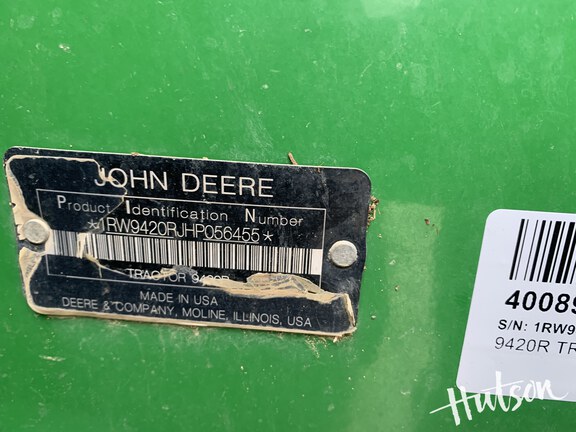 JOHN DEERE
Product Identification Number
*1RW9420RJHP056455*
TRACTOR 9420R
MADE IN USA
DEERE & COMPANY, MOLINE, ILLINOIS, USA
4008
S/N: 1RW9
9420R TR
Hutson